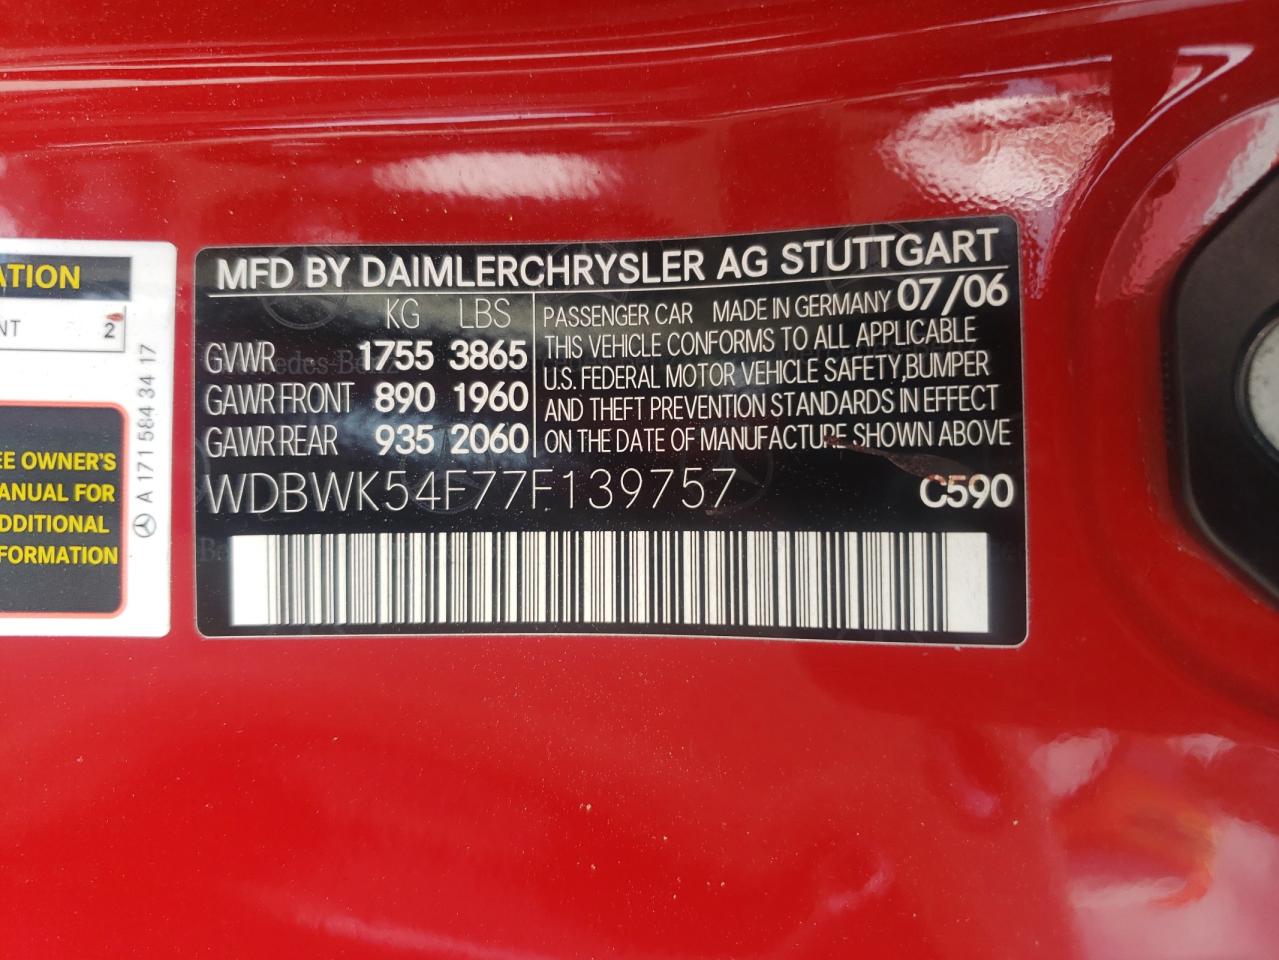 ATION
NT 2
A 171 584 34 17
EE OWNER'S
ANUAL FOR
DDITIONAL
FORMATION
MFD BY DAIMLERCHRYSLER AG STUTTGART
KG LBS
GVWR 1755 3865
GAWR FRONT 890 1960
GAWR REAR 935 2060
PASSENGER CAR MADE IN GERMANY 07/06
THIS VEHICLE CONFORMS TO ALL APPLICABLE
U.S. FEDERAL MOTOR VEHICLE SAFETY,BUMPER
AND THEFT PREVENTION STANDARDS IN EFFECT
ON THE DATE OF MANUFACTURE SHOWN ABOVE
WDBWK54F77F139757 C590